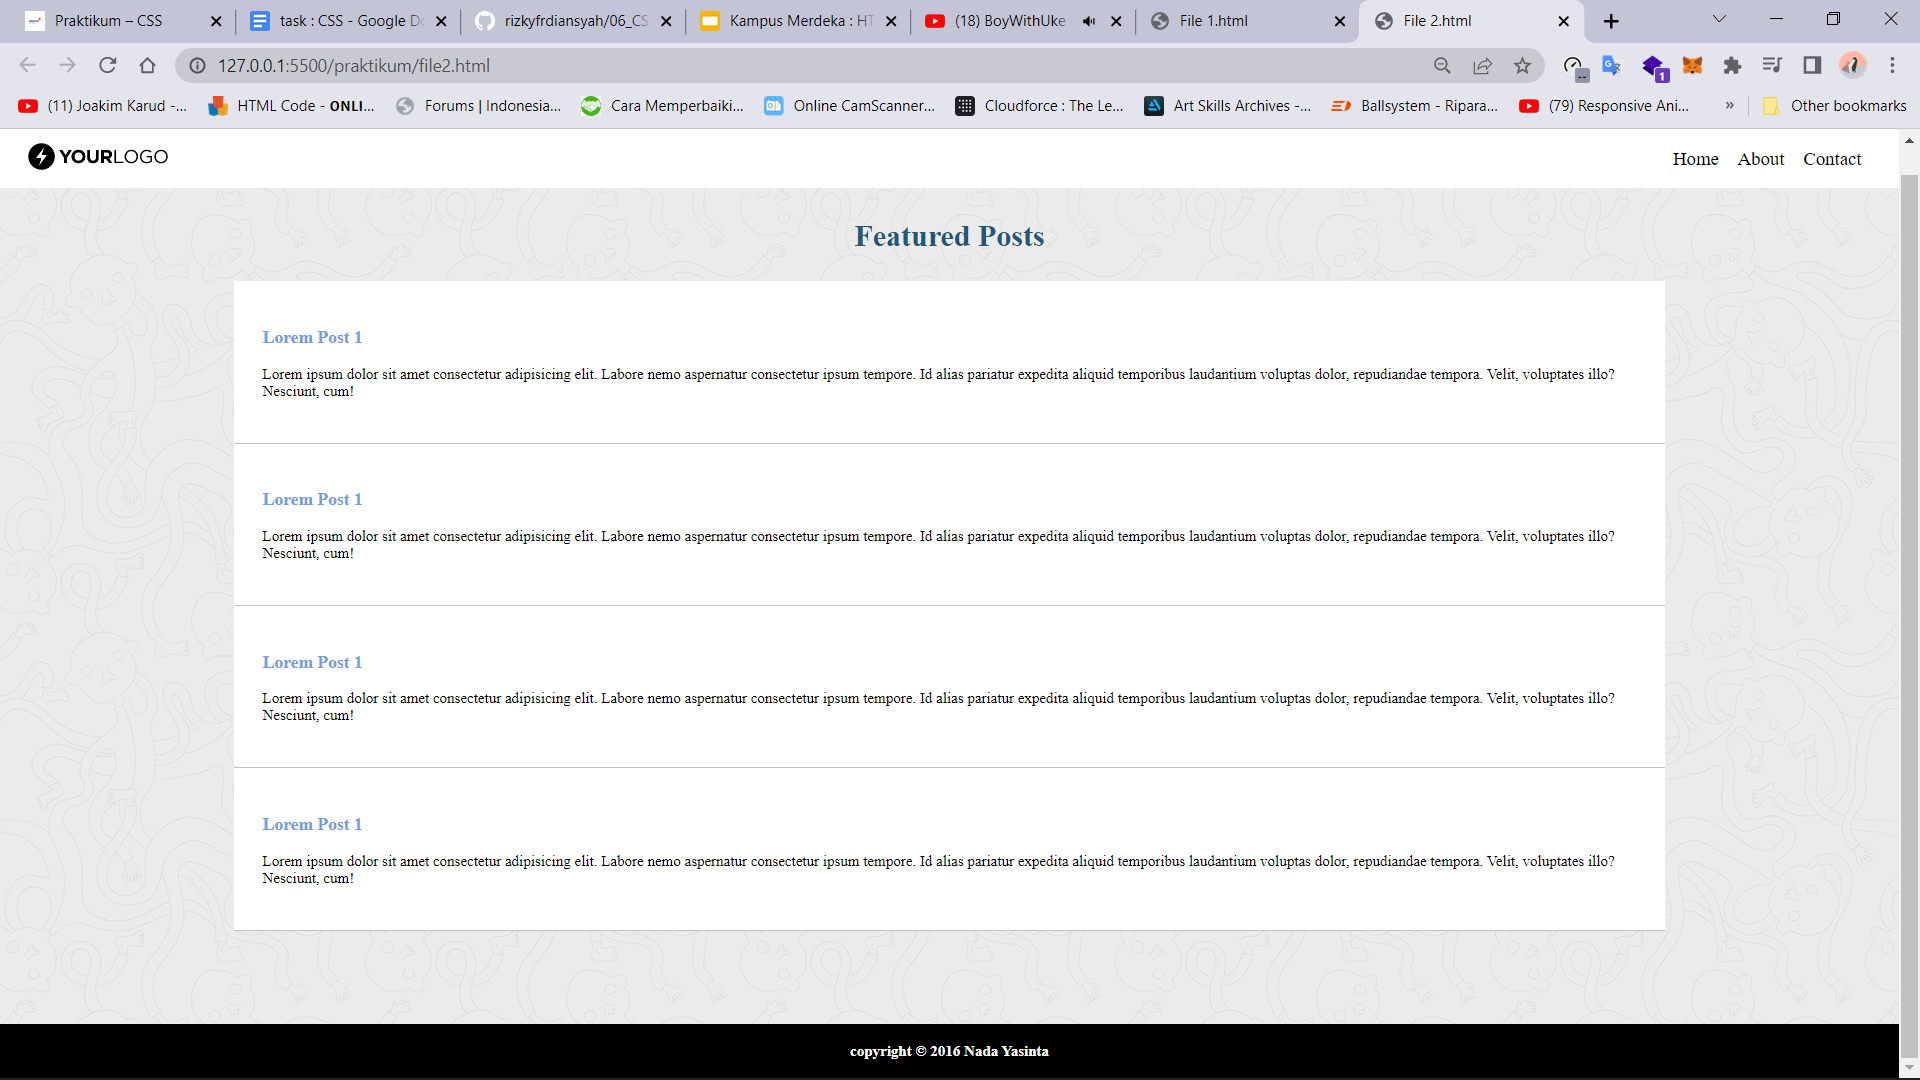 Praktikum – CSS
task : CSS - Google Do
rizkyfrdiansyah/06_CS
Kampus Merdeka : HT
(18) BoyWithUke
File 1.html
File 2.html
127.0.0.1:5500/praktikum/file2.html
1
(11) Joakim Karud -...
HTML Code - ONLI...
Forums | Indonesia...
Cara Memperbaiki...
Online CamScanner...
Cloudforce : The Le...
Art Skills Archives -...
Ballsystem - Ripara...
(79) Responsive Ani...
»
Other bookmarks
YOURLOGO
Home
About
Contact
Featured Posts
Lorem Post 1
Lorem ipsum dolor sit amet consectetur adipisicing elit. Labore nemo aspernatur consectetur ipsum tempore. Id alias pariatur expedita aliquid temporibus laudantium voluptas dolor, repudiandae tempora. Velit, voluptates illo?
Nesciunt, cum!
Lorem Post 1
Lorem ipsum dolor sit amet consectetur adipisicing elit. Labore nemo aspernatur consectetur ipsum tempore. Id alias pariatur expedita aliquid temporibus laudantium voluptas dolor, repudiandae tempora. Velit, voluptates illo?
Nesciunt, cum!
Lorem Post 1
Lorem ipsum dolor sit amet consectetur adipisicing elit. Labore nemo aspernatur consectetur ipsum tempore. Id alias pariatur expedita aliquid temporibus laudantium voluptas dolor, repudiandae tempora. Velit, voluptates illo?
Nesciunt, cum!
Lorem Post 1
Lorem ipsum dolor sit amet consectetur adipisicing elit. Labore nemo aspernatur consectetur ipsum tempore. Id alias pariatur expedita aliquid temporibus laudantium voluptas dolor, repudiandae tempora. Velit, voluptates illo?
Nesciunt, cum!
copyright © 2016 Nada Yasinta